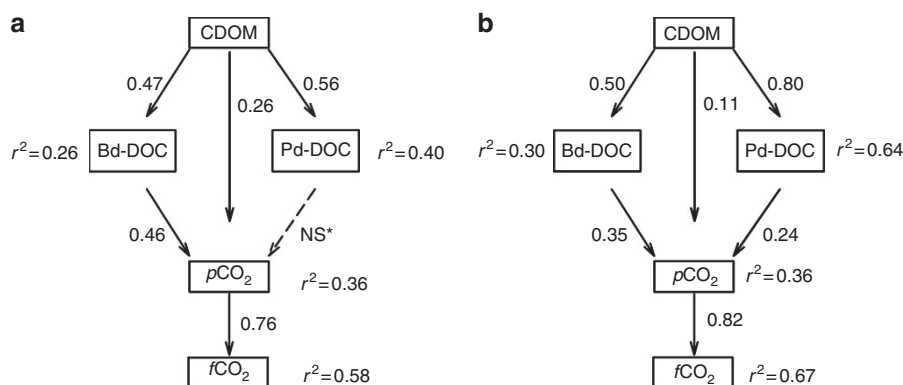 a
CDOM
0.47
0.56
0.26
r²=0.26
Bd-DOC
Pd-DOC
r²=0.40
0.46
NS*
pCO₂
r²=0.36
0.76
fCO₂
r²=0.58
b
CDOM
0.50
0.80
0.11
r²=0.30
Bd-DOC
Pd-DOC
r²=0.64
0.35
0.24
pCO₂
r²=0.36
0.82
fCO₂
r²=0.67